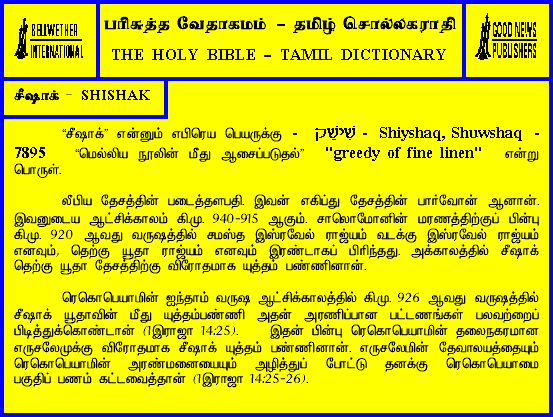 BELLWETHER
INTERNATIONAL
பரிசுத்த வேதாகமம் – தமிழ் சொல்லகராதி
THE HOLY BIBLE – TAMIL DICTIONARY
GOOD NEWS
PUBLISHERS
சீஷாக் - SHISHAK
“சீஷாக்” என்னும் எபிரெய பெயருக்கு - שׁישׁק - Shiyshaq, Shuwshaq -
7895 “மெல்லிய நூலின் மீது ஆசைப்படுதல்” "greedy of fine linen" என்று
பொருள்.
லீபிய தேசத்தின் படைத்தளபதி. இவன் எகிப்து தேசத்தின் பார்வோன் ஆனான்.
இவனுடைய ஆட்சிக்காலம் கிமு. 940-915 ஆகும். சாலொமோனின் மரணத்திற்குப் பின்பு
கிமு. 920 ஆவது வருஷத்தில் சமஸ்த இஸ்ரவேல் ராஜ்யம் வடக்கு இஸ்ரவேல் ராஜ்யம்
எனவும், தெற்கு யூதா ராஜ்யம் எனவும் இரண்டாகப் பிரிந்தது. அக்காலத்தில் சீஷாக்
தெற்கு யூதா தேசத்திற்கு விரோதமாக யுத்தம் பண்ணினான்.
ரெகொபெயாமின் ஐந்தாம் வருஷ ஆட்சிக்காலத்தில் கி.மு. 926 ஆவது வருஷத்தில்
சீஷாக் யூதாவின் மீது யுத்தம்பண்ணி அதன் அரணிப்பான பட்டணங்கள் பலவற்றைப்
பிடித்துக்கொண்டான் (1இராஜா 14:25). இதன் பின்பு ரெகொபெயாமின் தலைநகரமான
எருசலேமுக்கு விரோதமாக சீஷாக் யுத்தம் பண்ணினான். எருசலேமின் தேவாலயத்தையும்
ரெகொபெயாமின் அரண்மனையையும் அழித்துப் போட்டு தனக்கு ரெகொபெயாமை
பகுதிப் பணம் கட்டவைத்தான் (1இராஜா 14:25-26).